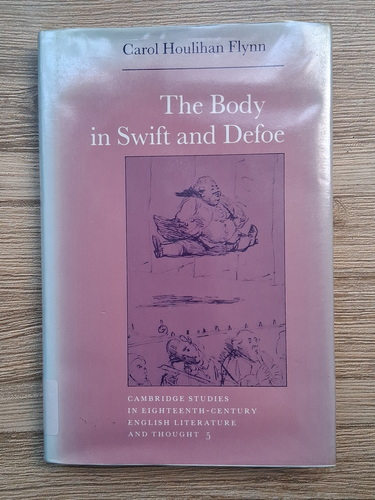 Carol Houlihan Flynn
The Body
in Swift and Defoe
CAMBRIDGE STUDIES
IN EIGHTEENTH-CENTURY
ENGLISH LITERATURE
AND THOUGHT 5